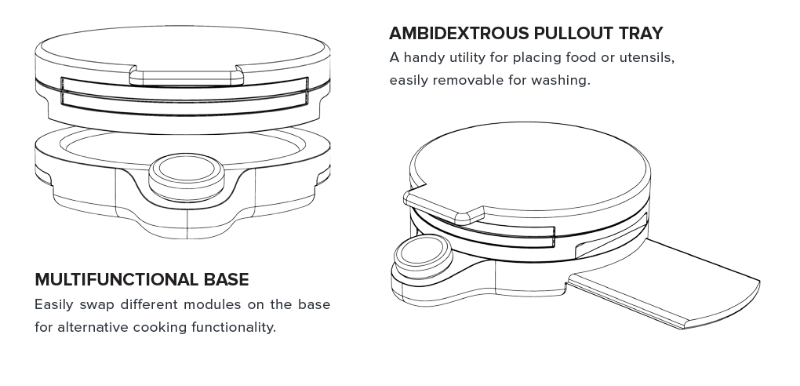 AMBIDEXTROUS PULLOUT TRAY
A handy utility for placing food or utensils,
easily removable for washing.
MULTIFUNCTIONAL BASE
Easily swap different modules on the base
for alternative cooking functionality.